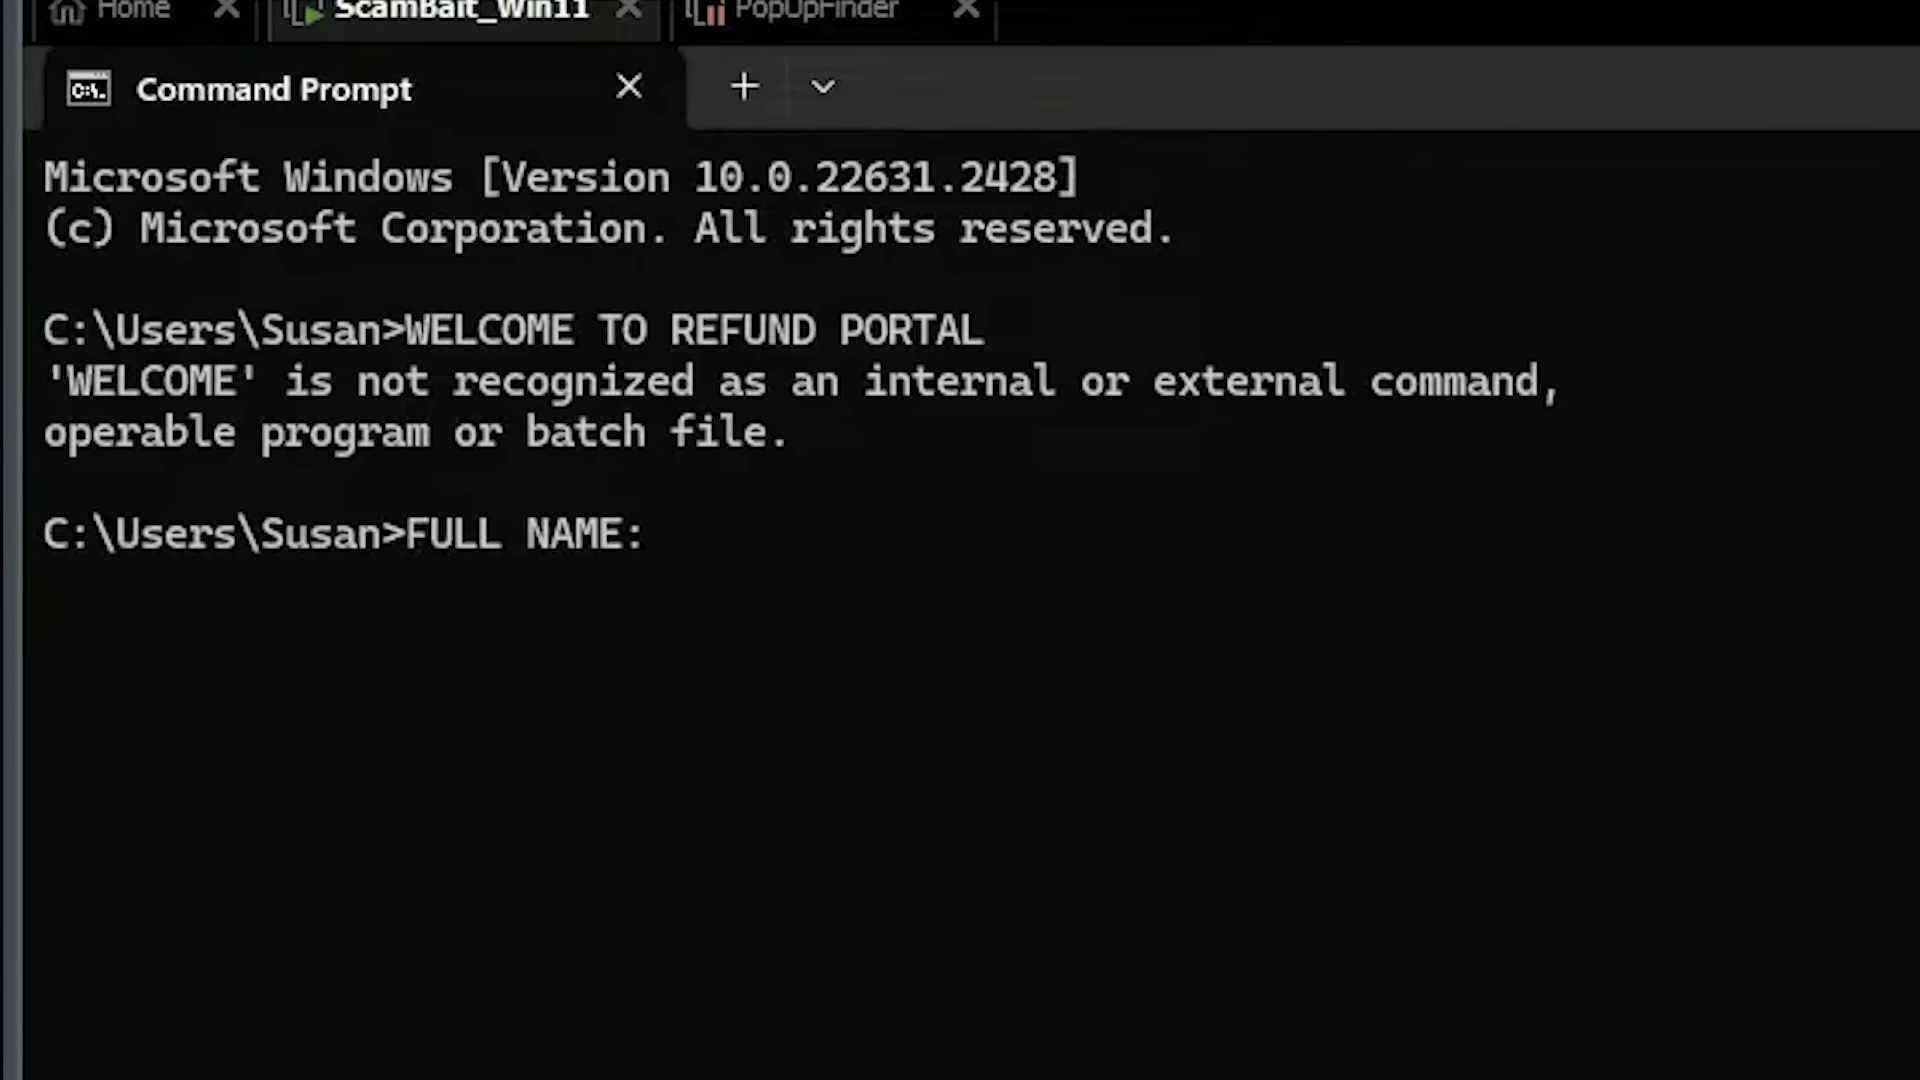 Home ScamBait_Win11 PopUpFinder
Command Prompt
Microsoft Windows [Version 10.0.22631.2428]
(c) Microsoft Corporation. All rights reserved.
C:\Users\Susan>WELCOME TO REFUND PORTAL
'WELCOME' is not recognized as an internal or external command,
operable program or batch file.
C:\Users\Susan>FULL NAME: